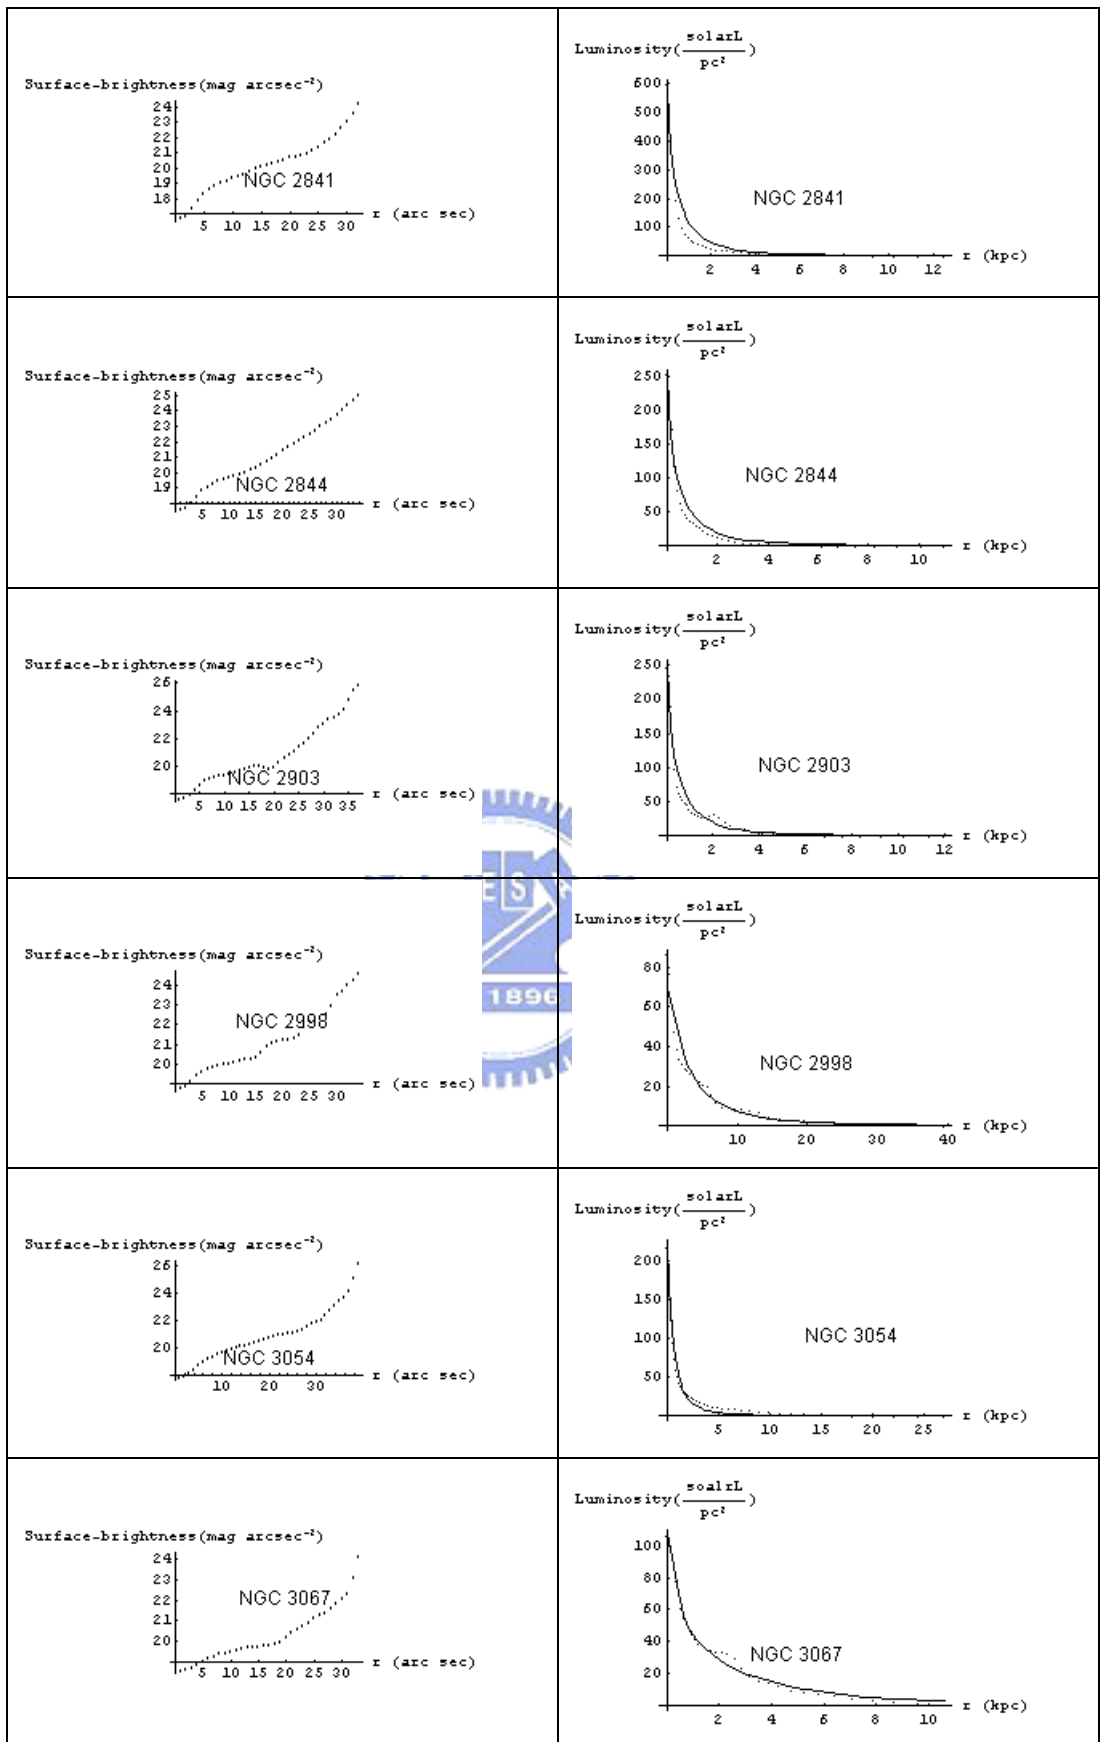 Surface-brightness(mag arcsec⁻²)
24
23
22
21
20
19
18
NGC 2841
5 10 15 20 25 30
r (arc sec)
Luminosity(solarL/pc²)
600
500
400
300
200
100
NGC 2841
2 4 6 8 10 12
r (kpc)
Surface-brightness(mag arcsec⁻²)
25
24
23
22
21
20
19
NGC 2844
5 10 15 20 25 30
r (arc sec)
Luminosity(solarL/pc²)
250
200
150
100
50
NGC 2844
2 4 6 8 10
r (kpc)
Surface-brightness(mag arcsec⁻²)
26
24
22
20
NGC 2903
5 10 15 20 25 30 35
r (arc sec)
Luminosity(solarL/pc²)
250
200
150
100
50
NGC 2903
2 4 6 8 10 12
r (kpc)
Surface-brightness(mag arcsec⁻²)
24
23
22
21
20
NGC 2998
5 10 15 20 25 30
r (arc sec)
ES
1896
Luminosity(solarL/pc²)
80
60
40
20
NGC 2998
10 20 30 40
r (kpc)
Surface-brightness(mag arcsec⁻²)
26
24
22
20
NGC 3054
10 20 30
r (arc sec)
Luminosity(solarL/pc²)
200
150
100
50
NGC 3054
5 10 15 20 25
r (kpc)
Surface-brightness(mag arcsec⁻²)
24
23
22
21
20
NGC 3067
5 10 15 20 25 30
r (arc sec)
Luminosity(soalrL/pc²)
100
80
60
40
20
NGC 3067
2 4 6 8 10
r (kpc)